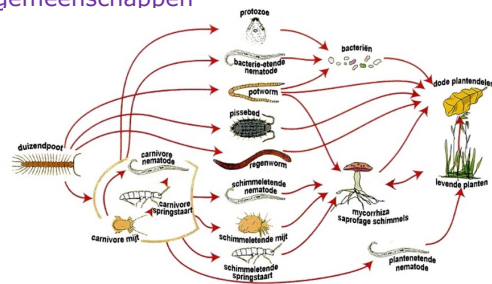 gemeenschappen
protozoe
bacteriën
bacterie-etende
nematode
potworm
dode plantendelen
pissebed
duizendpoot
carnivore
nematode
regenworm
levende planten
carnivore
springstaart
schimmeletende
nematode
mycorrhiza
saprofage schimmels
carnivore mijt
schimmeletende mijt
schimmeletende
springstaart
plantenetende
nematode